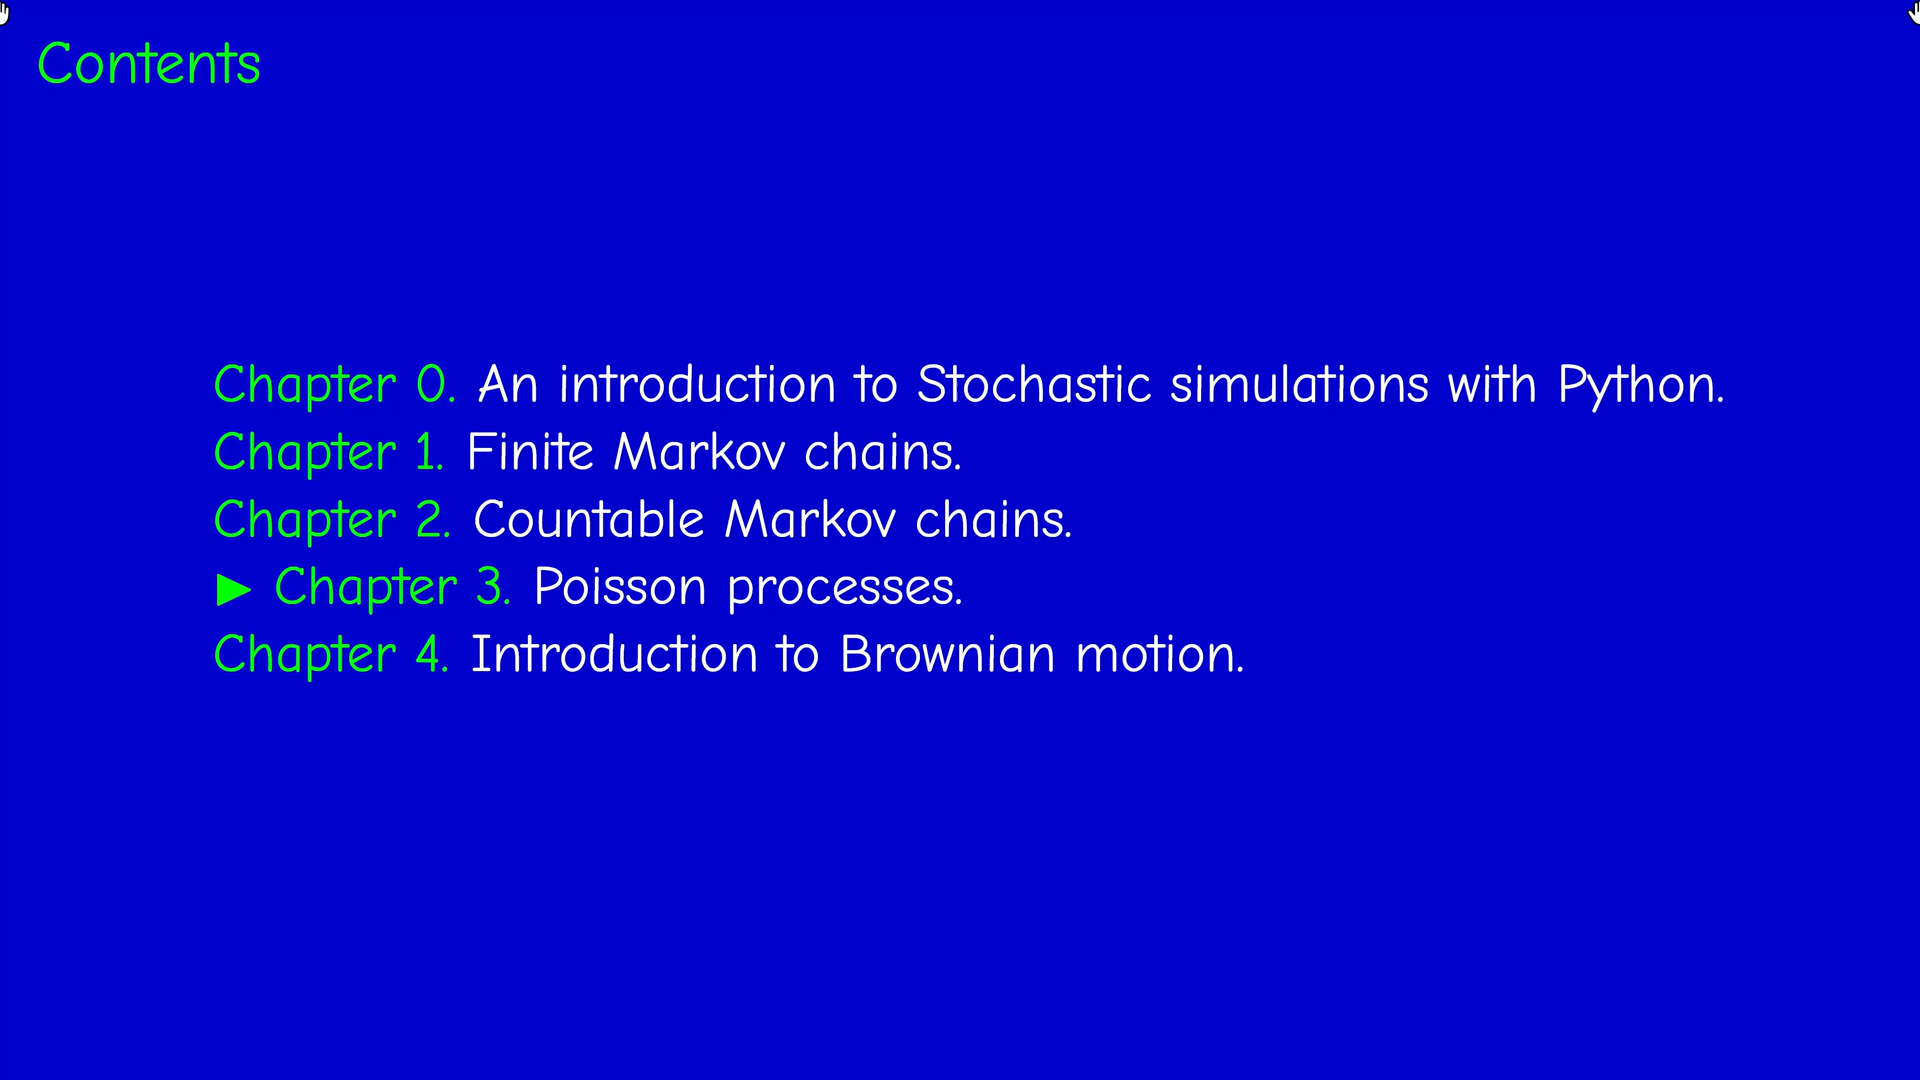 Contents
Chapter 0. An introduction to Stochastic simulations with Python.
Chapter 1. Finite Markov chains.
Chapter 2. Countable Markov chains.
▶ Chapter 3. Poisson processes.
Chapter 4. Introduction to Brownian motion.